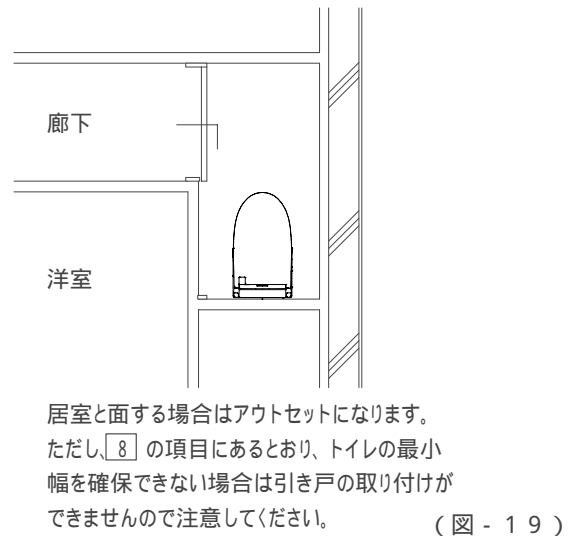 廊下
洋室
居室と面する場合はアウトセットになります。
ただし、8 の項目にあるとおり、トイレの最小
幅を確保できない場合は引き戸の取り付けが
できませんので注意してください。
(図-19)